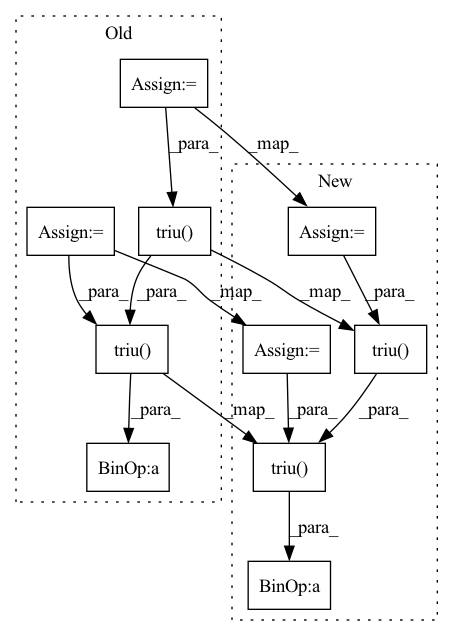 Old
Assign:=
_para_
_map_
New
Assign:=
triu()
Assign:=
_para_
_para_
_map_
_map_
_para_
triu()
Assign:=
triu()
_para_
_map_
_para_
_para_
BinOp:a
triu()
_para_
BinOp:a